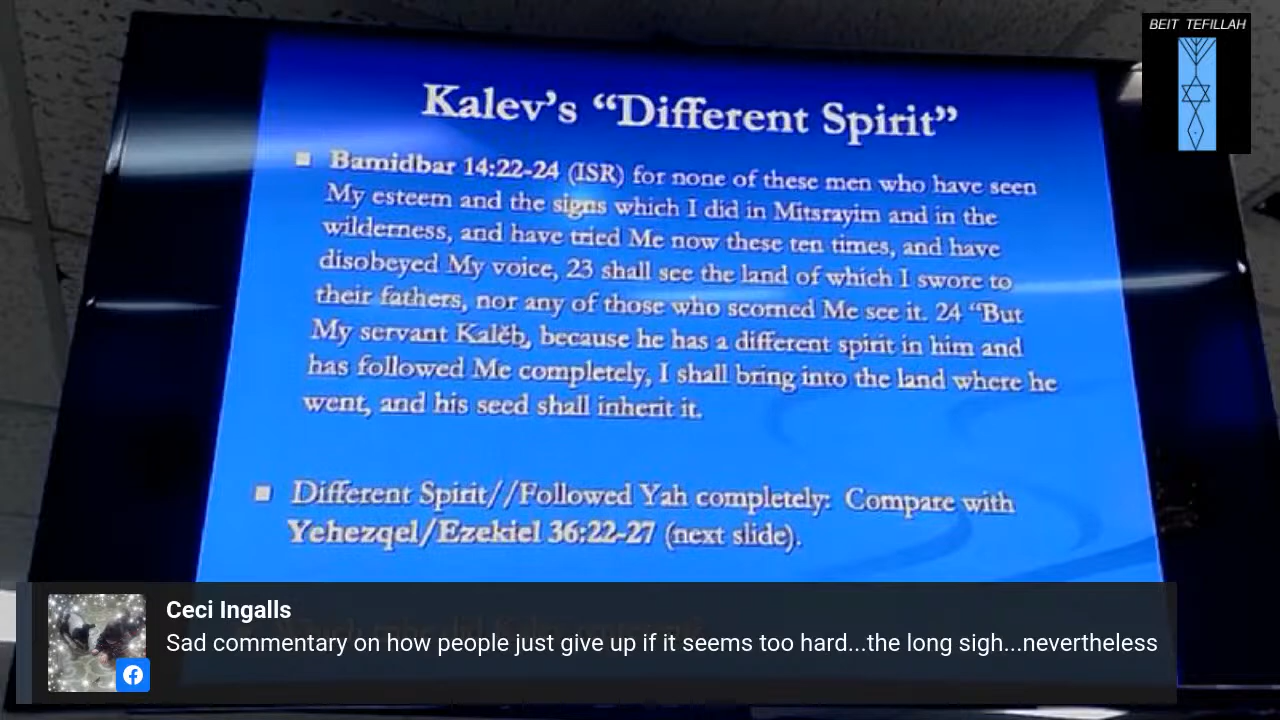 BEIT TEFILLAH
Kalev's “Different Spirit”
Bamidbar 14:22-24 (ISR) for none of these men who have seen
My esteem and the signs which I did in Mitsrayim and in the
wilderness, and have tried Me now these ten times, and have
disobeyed My voice, 23 shall see the land of which I swore to
their fathers, nor any of those who scorned Me see it. 24 “But
My servant Kalĕb, because he has a different spirit in him and
has followed Me completely, I shall bring into the land where he
went, and his seed shall inherit it.
Different Spirit//Followed Yah completely: Compare with
Yehezqel/Ezekiel 36:22-27 (next slide).
Ceci Ingalls
Sad commentary on how people just give up if it seems too hard...the long sigh...nevertheless